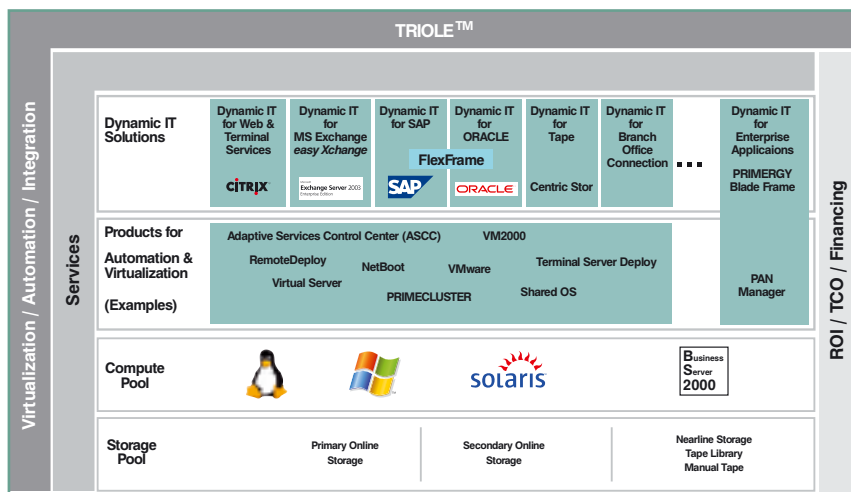 TRIOLE™
Virtualization / Automation / Integration
Services
ROI / TCO / Financing
Dynamic IT
Solutions
Dynamic IT
for Web &
Terminal
Services
CİTRIX
Dynamic IT
for
MS Exchange
easy Xchange
Exchange Server 2003
Enterprise Edition
Dynamic IT
for SAP
SAP
Dynamic IT
for
ORACLE
ORACLE
FlexFrame
Dynamic IT
for
Tape
Centric Stor
Dynamic IT
for
Branch
Office
Connection
...
Dynamic IT
for
Enterprise
Applicaions
PRIMERGY
Blade Frame
Products for
Automation &
Virtualization
(Examples)
Adaptive Services Control Center (ASCC)
VM2000
RemoteDeploy
NetBoot
VMware
Terminal Server Deploy
Virtual Server
PRIMECLUSTER
Shared OS
PAN
Manager
Compute
Pool
solaris
Business
Server
2000
Storage
Pool
Primary Online
Storage
Secondary Online
Storage
Nearline Storage
Tape Library
Manual Tape